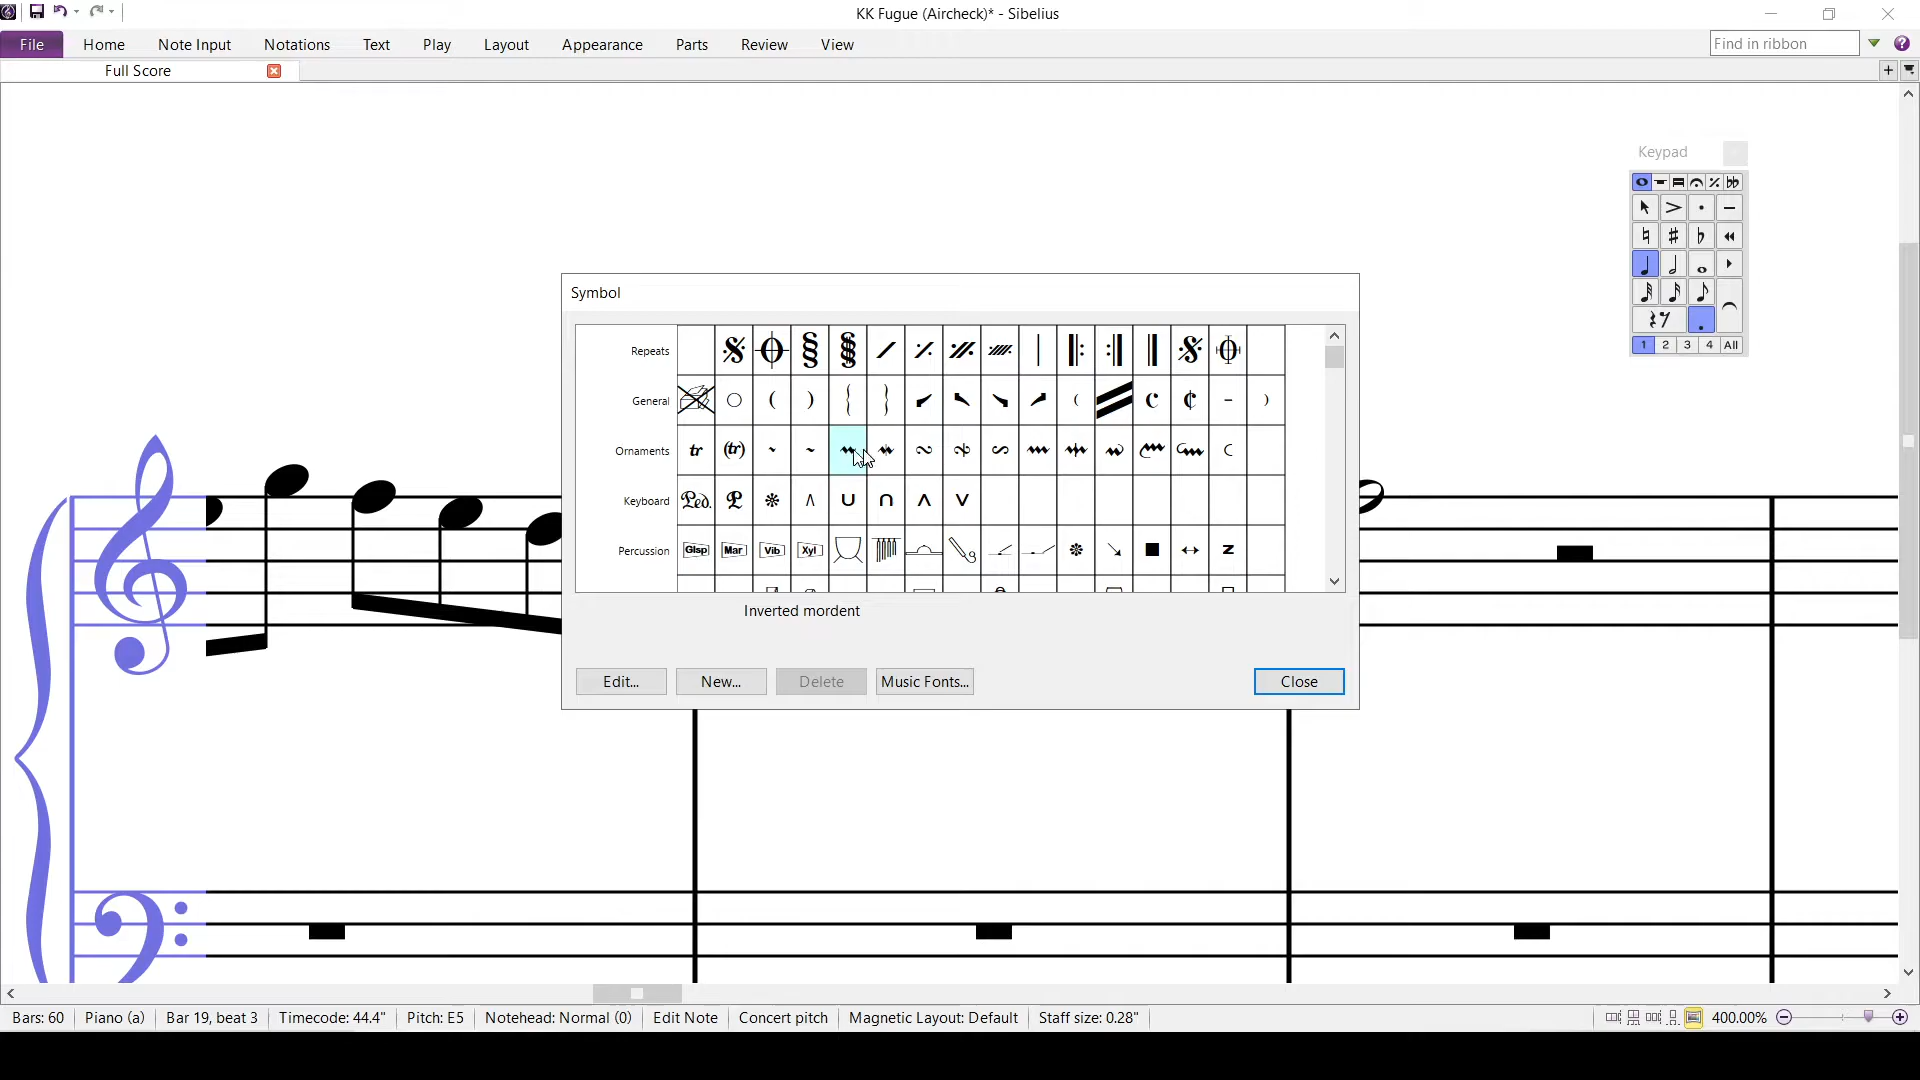 KK Fugue (Aircheck)* - Sibelius
File Home Note Input Notations Text Play Layout Appearance Parts Review View Find in ribbon
Full Score
Keypad
1 2 3 4 All
Symbol
Repeats
General
Ornaments tr (tr)
Keyboard Ped.
Percussion Glsp Mar Vib Xyl z
Inverted mordent
Edit... New... Delete Music Fonts... Close
Bars: 60 Piano (a) Bar 19, beat 3 Timecode: 44.4" Pitch: E5 Notehead: Normal (0) Edit Note Concert pitch Magnetic Layout: Default Staff size: 0.28" 400.00%